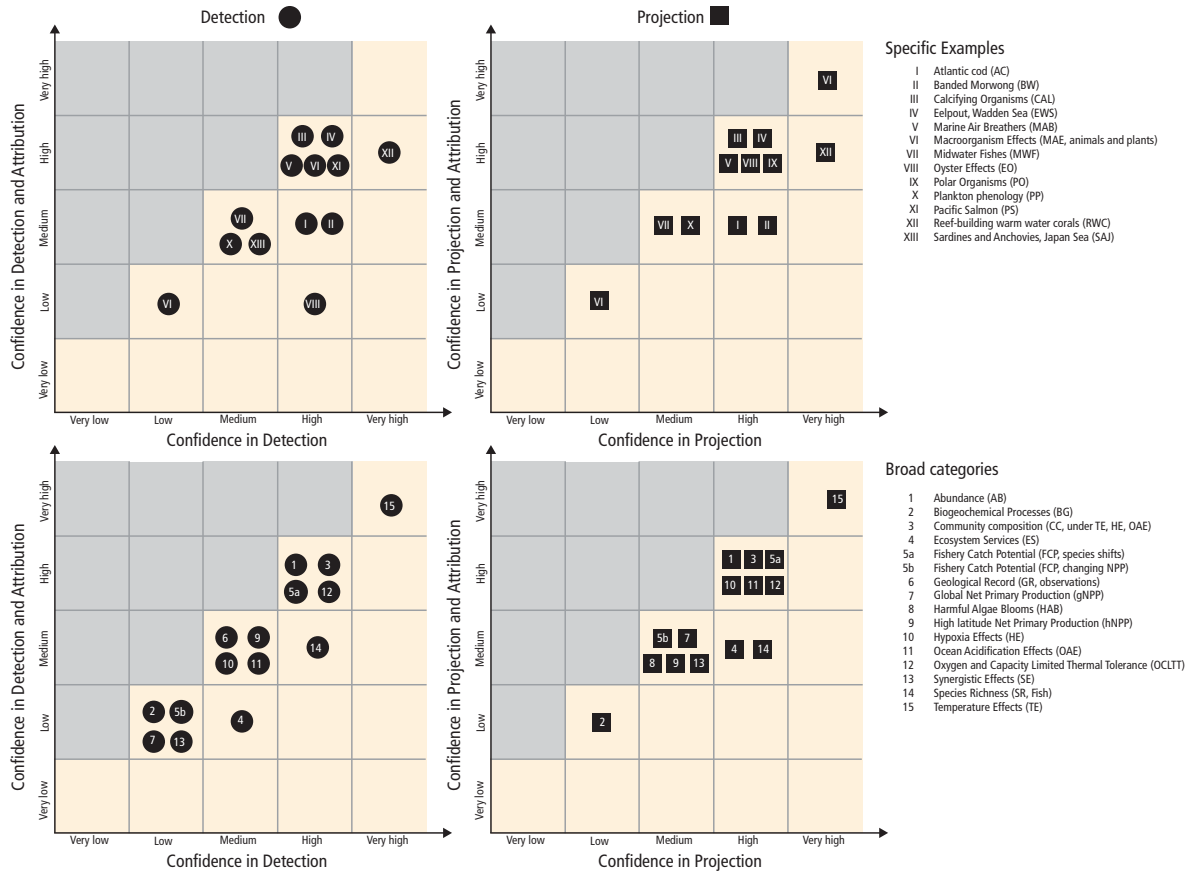 Detection
Projection
Confidence in Detection and Attribution
Very high
High
Medium
Low
Very low
III IV
V VI XI
XII
VII
X XIII
I II
VI
VIII
Very low Low Medium High Very high
Confidence in Detection
Confidence in Projection and Attribution
Very high
High
Medium
Low
Very low
VI
III IV
V VIII IX
XII
VII X
I II
VI
Very low Low Medium High Very high
Confidence in Projection
Specific Examples
I Atlantic cod (AC)
II Banded Morwong (BW)
III Calcifying Organisms (CAL)
IV Eelpout, Wadden Sea (EWS)
V Marine Air Breathers (MAB)
VI Macroorganism Effects (MAE, animals and plants)
VII Midwater Fishes (MWF)
VIII Oyster Effects (EO)
IX Polar Organisms (PO)
X Plankton phenology (PP)
XI Pacific Salmon (PS)
XII Reef-building warm water corals (RWC)
XIII Sardines and Anchovies, Japan Sea (SAJ)
Confidence in Detection and Attribution
Very high
High
Medium
Low
Very low
15
1 3
5a 12
6 9
10 11
14
2 5b
7 13
4
Very low Low Medium High Very high
Confidence in Detection
Confidence in Projection and Attribution
Very high
High
Medium
Low
Very low
15
1 3 5a
10 11 12
5b 7
8 9 13
4 14
2
Very low Low Medium High Very high
Confidence in Projection
Broad categories
1 Abundance (AB)
2 Biogeochemical Processes (BG)
3 Community composition (CC, under TE, HE, OAE)
4 Ecosystem Services (ES)
5a Fishery Catch Potential (FCP, species shifts)
5b Fishery Catch Potential (FCP, changing NPP)
6 Geological Record (GR, observations)
7 Global Net Primary Production (gNPP)
8 Harmful Algae Blooms (HAB)
9 High latitude Net Primary Production (hNPP)
10 Hypoxia Effects (HE)
11 Ocean Acidification Effects (OAE)
12 Oxygen and Capacity Limited Thermal Tolerance (OCLTT)
13 Synergistic Effects (SE)
14 Species Richness (SR, Fish)
15 Temperature Effects (TE)